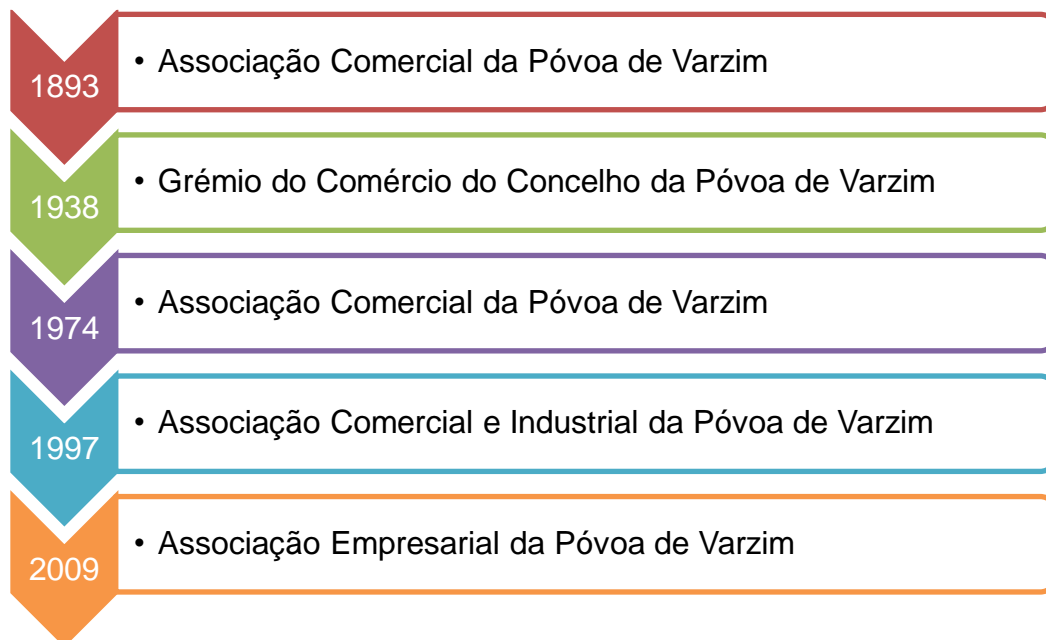 1893
• Associação Comercial da Póvoa de Varzim
1938
• Grémio do Comércio do Concelho da Póvoa de Varzim
1974
• Associação Comercial da Póvoa de Varzim
1997
• Associação Comercial e Industrial da Póvoa de Varzim
2009
• Associação Empresarial da Póvoa de Varzim